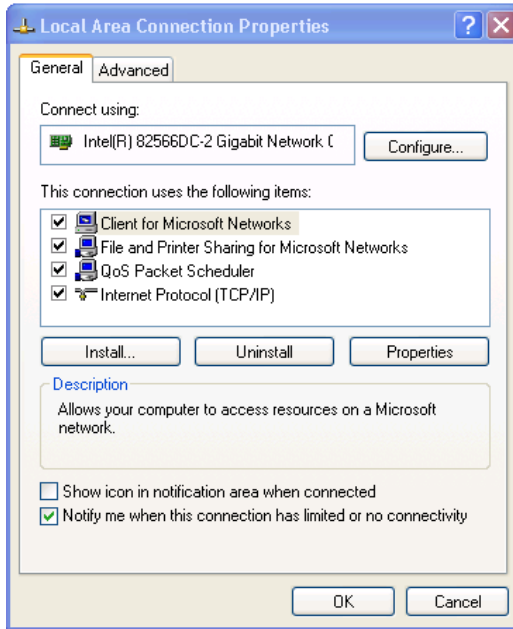 Local Area Connection Properties
General Advanced
Connect using:
Intel(R) 82566DC-2 Gigabit Network C
Configure...
This connection uses the following items:
Client for Microsoft Networks
File and Printer Sharing for Microsoft Networks
QoS Packet Scheduler
Internet Protocol (TCP/IP)
Install... Uninstall Properties
Description
Allows your computer to access resources on a Microsoft
network.
Show icon in notification area when connected
Notify me when this connection has limited or no connectivity
OK Cancel